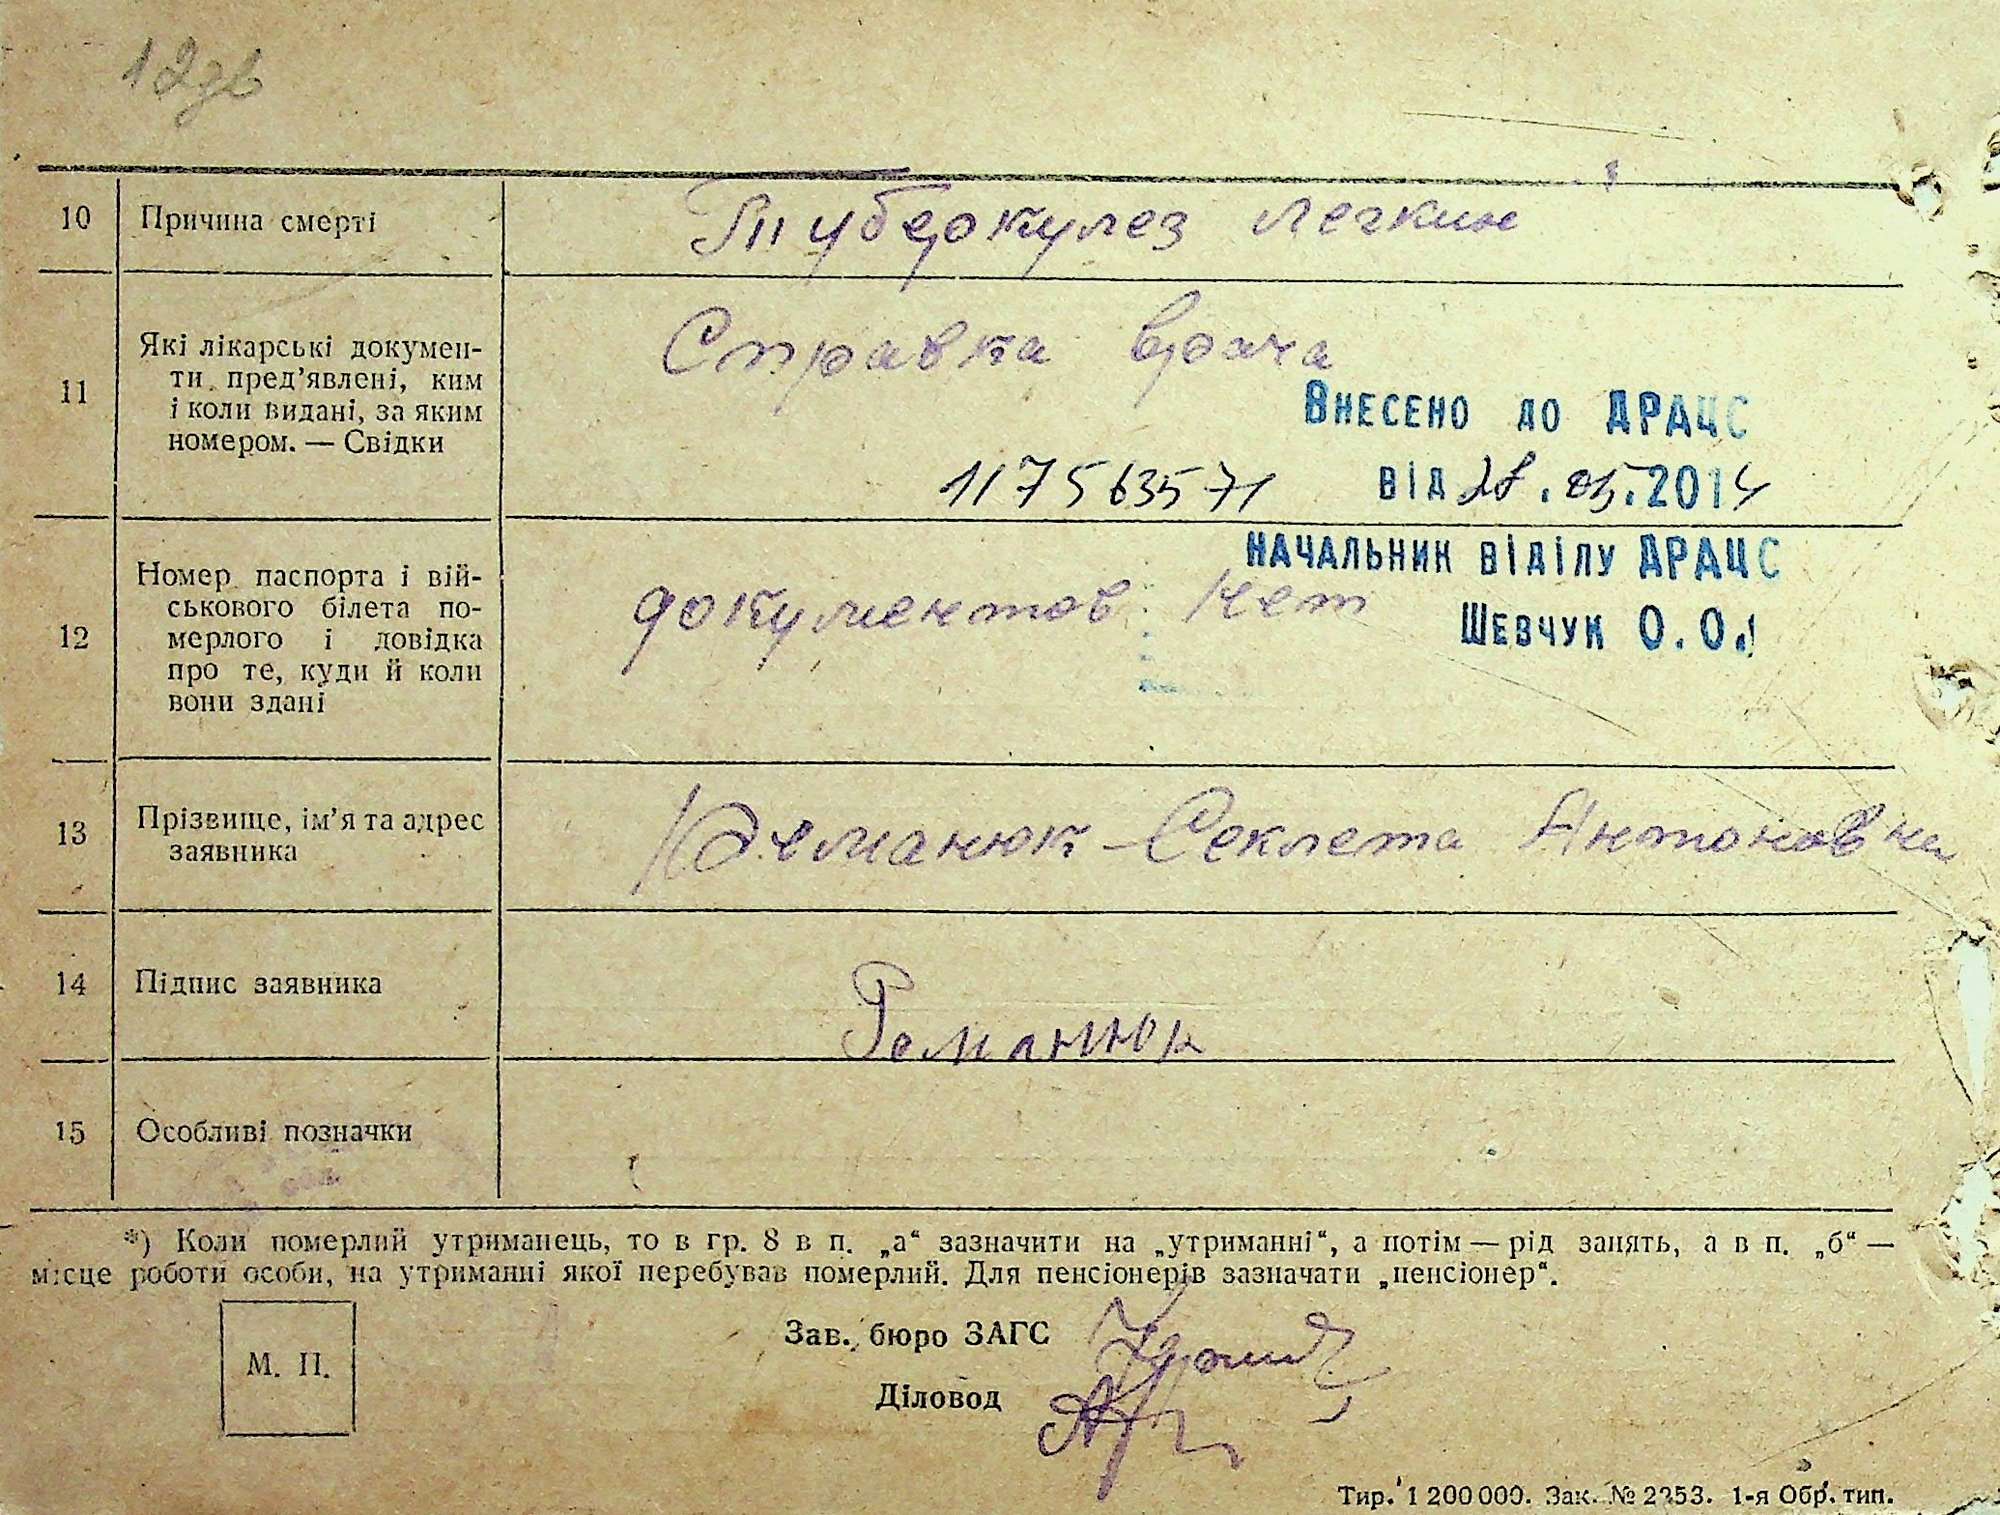 10 Причина смерті
Туберкулез легких
11 Які лікарські докумен-
ти пред’явлені, ким
і коли видані, за яким
номером. — Свідки
Справка врача
Внесено до ДРАЦС
117563571 від 28.05.2014
12 Номер паспорта і вій-
ськового білета по-
мерлого і довідка
про те, куди й коли
вони здані
Начальник відділу ДРАЦС
документов нет
Шевчук О.О.
13 Прізвище, ім’я та адрес
заявника
Романюк Секлета Антоновна
14 Підпис заявника
Романюк
15 Особливі позначки
*) Коли померлий утриманець, то в гр. 8 в п. „а“ зазначити на „утриманні“, а потім — рід занять, а в п. „б“ —
місце роботи особи, на утриманні якої перебував померлий. Для пенсіонерів зазначати „пенсіонер“.
М. П.
Зав. бюро ЗАГС
Діловод
Тир. 1 200 000. Зак. № 2253. 1-я Обр. тип.